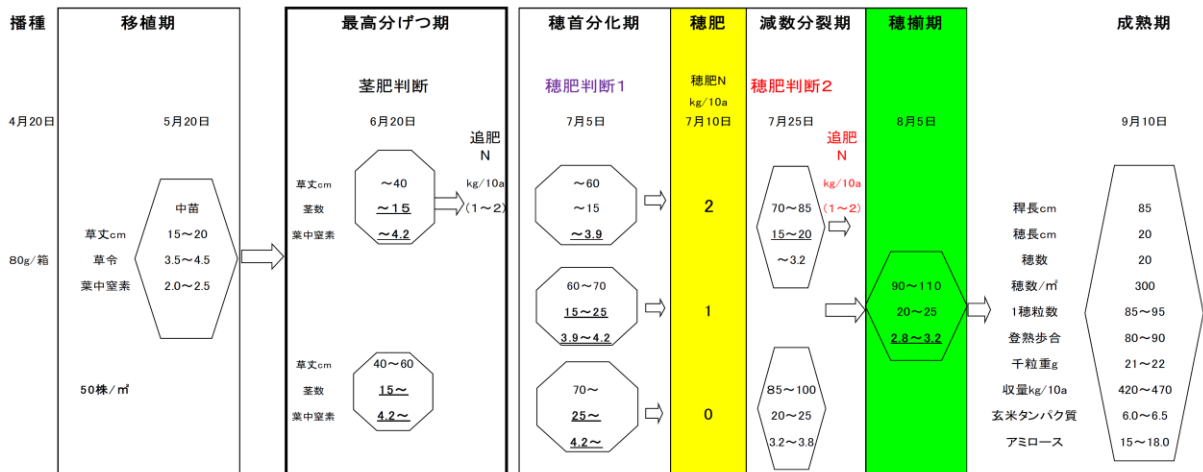 播種 移植期 最高分げつ期 穂首分化期 穂肥 減数分裂期 穂揃期 成熟期
茎肥判断 穂肥判断1 穂肥N 穂肥判断2
kg/10a
4月20日 5月20日 6月20日 7月5日 7月10日 7月25日 8月5日 9月10日
追肥 追肥
N N
草丈cm ～40 kg/10a ～60 kg/10a
中苗 茎数 ～15 (1～2) ～15 2 70～85 (1～2) 稈長cm 85
草丈cm 15～20 葉中窒素 ～4.2 ～3.9 15～20 穂長cm 20
80g/箱 草令 3.5～4.5 ～3.2 穂数 20
葉中窒素 2.0～2.5 60～70 90～110 穂数/㎡ 300
15～25 1 20～25 1穂粒数 85～95
3.9～4.2 2.8～3.2 登熟歩合 80～90
草丈cm 40～60 千粒重g 21～22
50株/㎡ 茎数 15～ 70～ 85～100 収量kg/10a 420～470
葉中窒素 4.2～ 25～ 0 20～25 玄米タンパク質 6.0～6.5
4.2～ 3.2～3.8 アミロース 15～18.0